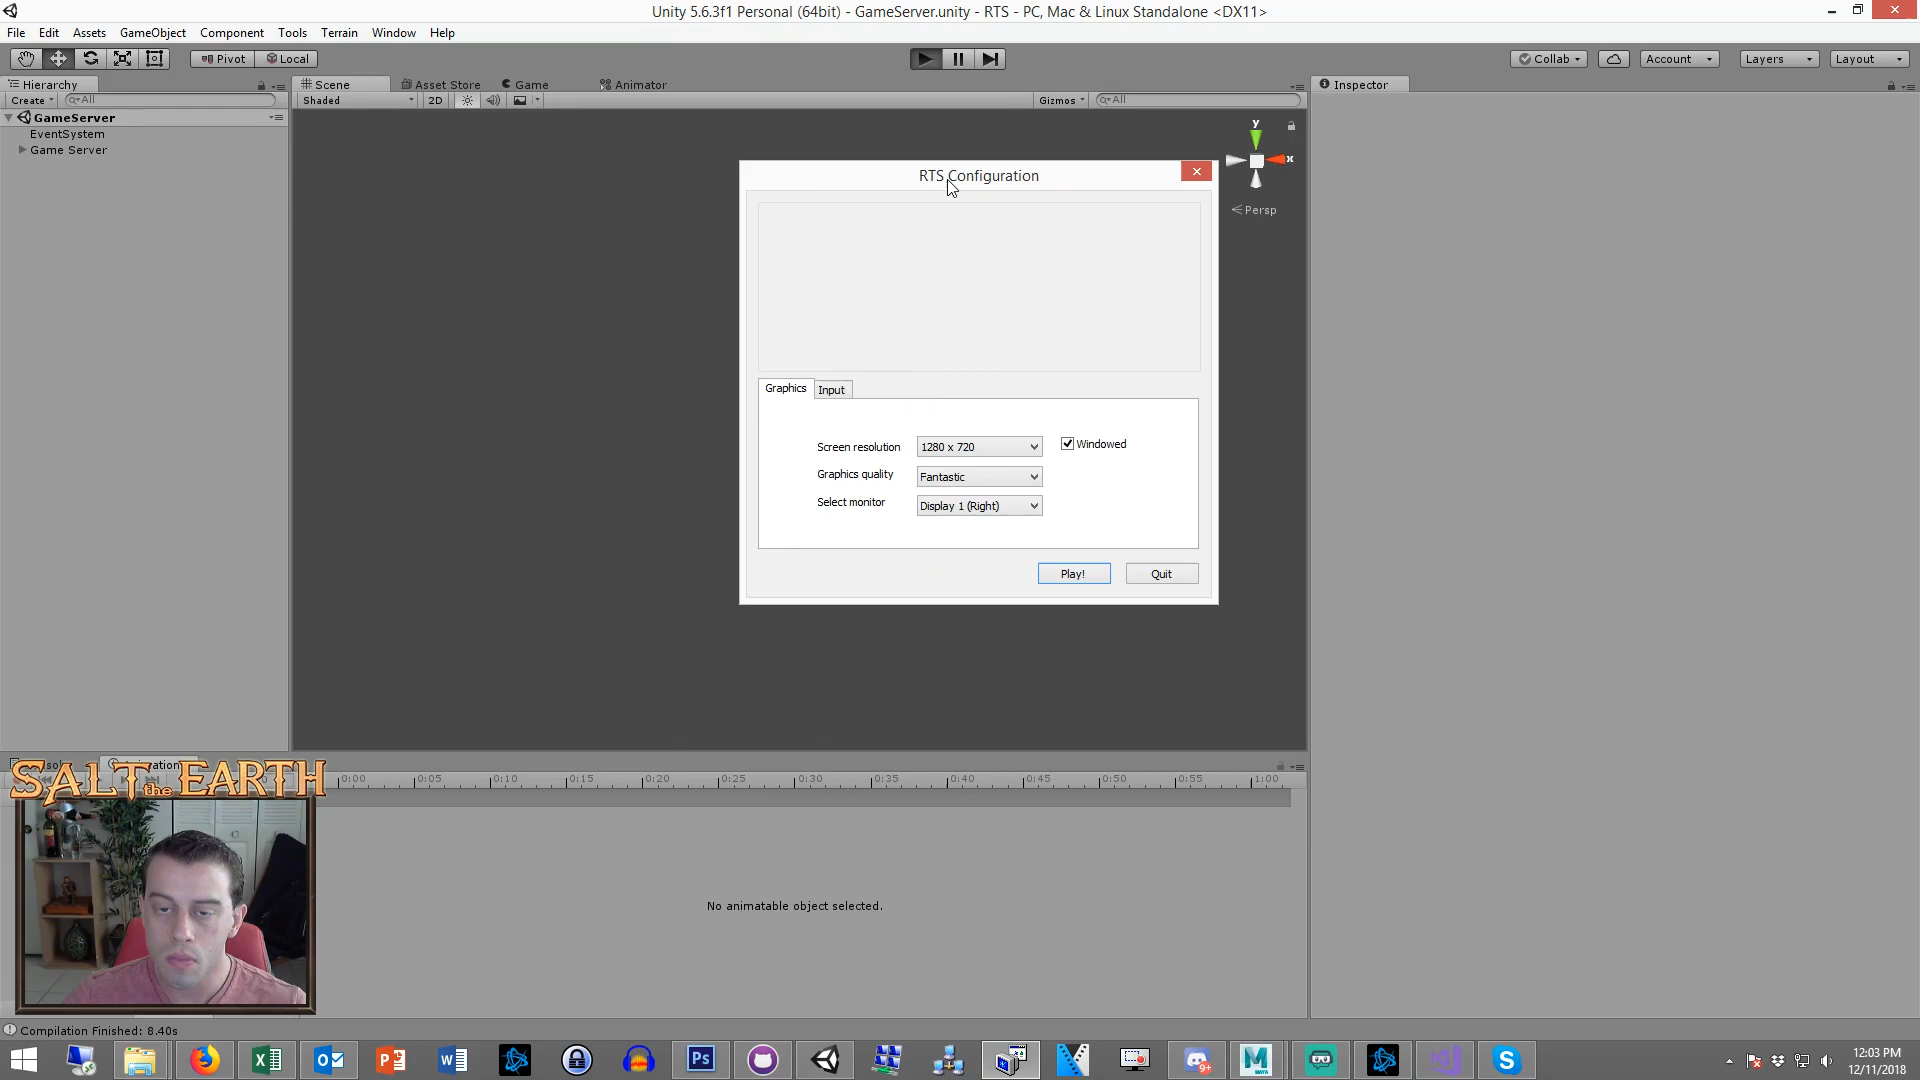 Unity 5.6.3f1 Personal (64bit) - GameServer.unity - RTS - PC, Mac & Linux Standalone <DX11>
File Edit Assets GameObject Component Tools Terrain Window Help
Pivot Local Collab Account Layers Layout
Hierarchy Scene Asset Store Game Animator Inspector
Create All Shaded 2D Gizmos All
GameServer
EventSystem
Game Server
y
x
Persp
RTS Configuration
Graphics Input
Screen resolution 1280 x 720 Windowed
Graphics quality Fantastic
Select monitor Display 1 (Right)
Play! Quit
SALT the EARTH
0:00 0:05 0:10 0:15 0:20 0:25 0:30 0:35 0:40 0:45 0:50 0:55 1:00
No animatable object selected.
Compilation Finished: 8.40s
Ps
9+
MAYA
12:03 PM
12/11/2018